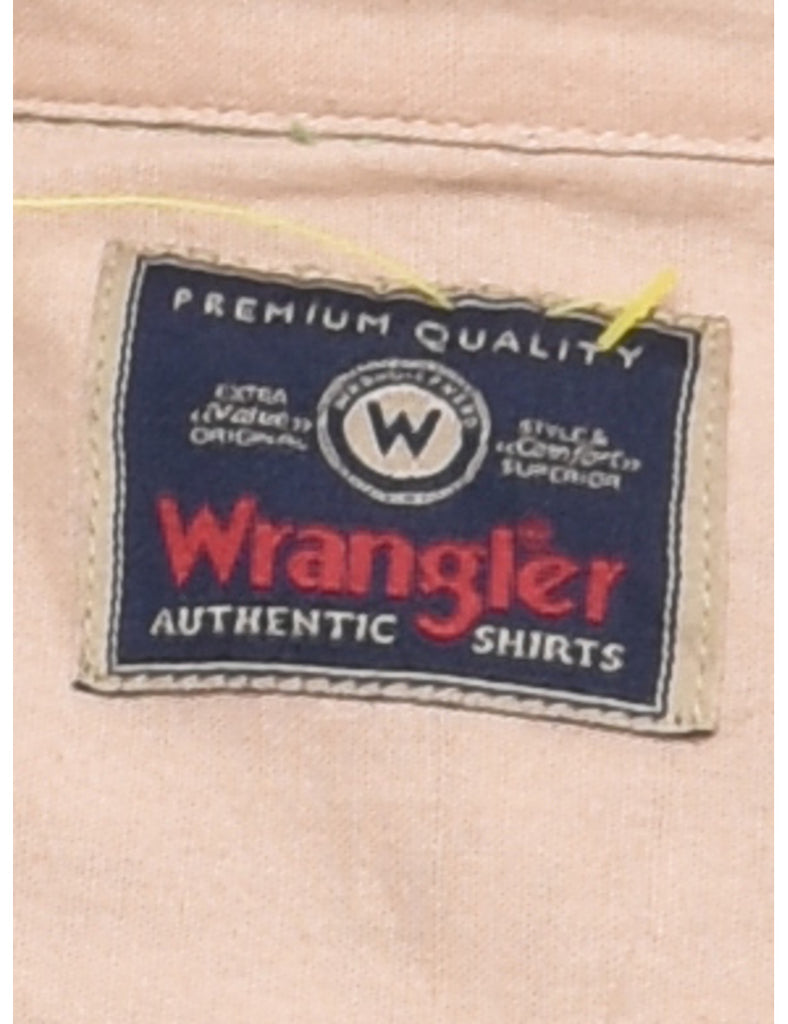 PREMIUM QUALITY
EXTRA
"Value"
ORIGINAL
W
STYLE &
"Comfort"
SUPERIOR
Wrangler®
AUTHENTIC SHIRTS